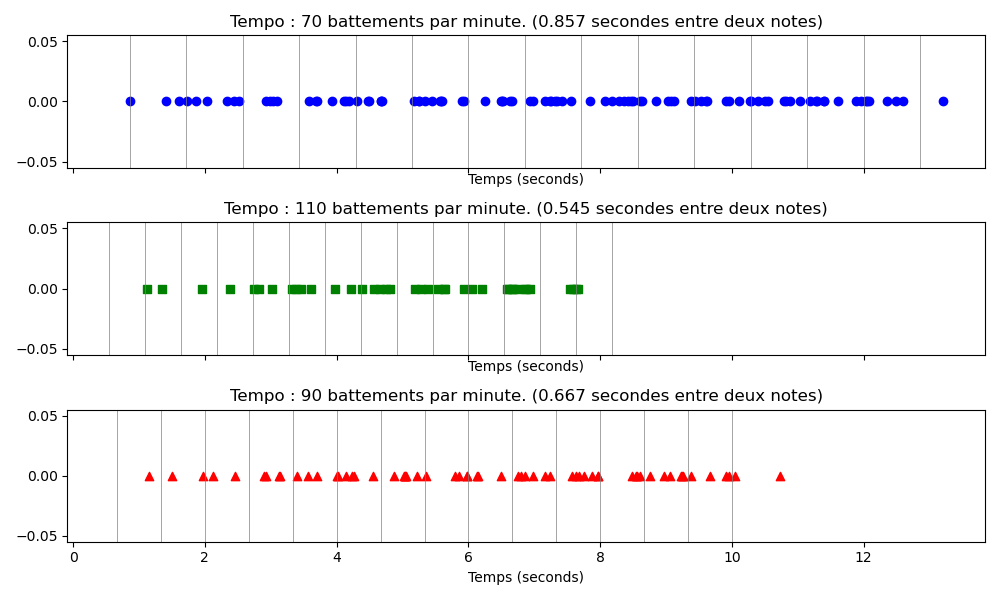 Tempo : 70 battements par minute. (0.857 secondes entre deux notes)
0.05
0.00
−0.05
Temps (seconds)
Tempo : 110 battements par minute. (0.545 secondes entre deux notes)
0.05
0.00
−0.05
Temps (seconds)
Tempo : 90 battements par minute. (0.667 secondes entre deux notes)
0.05
0.00
−0.05
0 2 4 6 8 10 12
Temps (seconds)